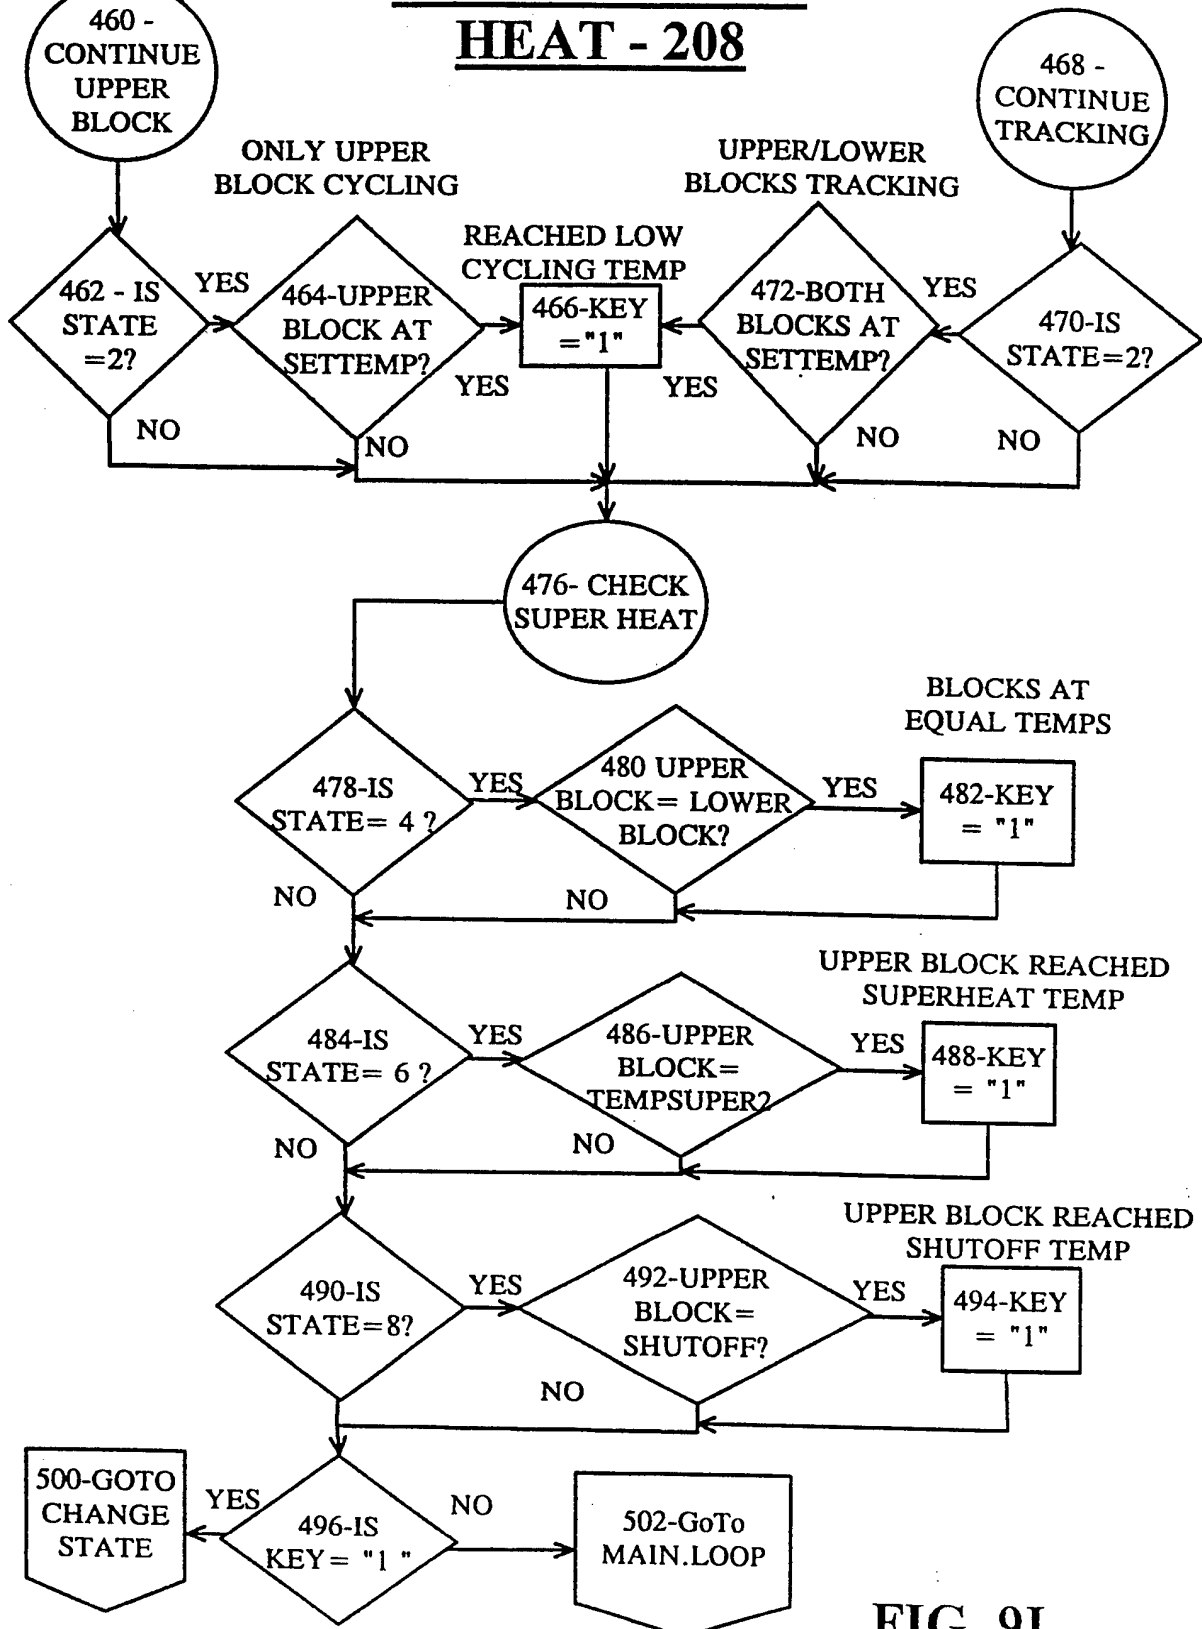 HEAT - 208
460 -
CONTINUE
UPPER
BLOCK
468 -
CONTINUE
TRACKING
ONLY UPPER
BLOCK CYCLING
UPPER/LOWER
BLOCKS TRACKING
REACHED LOW
CYCLING TEMP
462 - IS
STATE
=2?
YES
464-UPPER
BLOCK AT
SETTEMP?
YES
466-KEY
="1"
YES
472-BOTH
BLOCKS AT
SETTEMP?
YES
470-IS
STATE=2?
NO
NO
NO
NO
476- CHECK
SUPER HEAT
BLOCKS AT
EQUAL TEMPS
478-IS
STATE= 4 ?
YES
480 UPPER
BLOCK= LOWER
BLOCK?
YES
482-KEY
= "1"
NO
NO
UPPER BLOCK REACHED
SUPERHEAT TEMP
484-IS
STATE= 6 ?
YES
486-UPPER
BLOCK=
TEMPSUPER2
YES
488-KEY
= "1"
NO
NO
UPPER BLOCK REACHED
SHUTOFF TEMP
490-IS
STATE=8?
YES
492-UPPER
BLOCK=
SHUTOFF?
YES
494-KEY
= "1"
NO
500-GOTO
CHANGE
STATE
YES
496-IS
KEY= "1 "
NO
502-GoTo
MAIN.LOOP
FIG. 9I